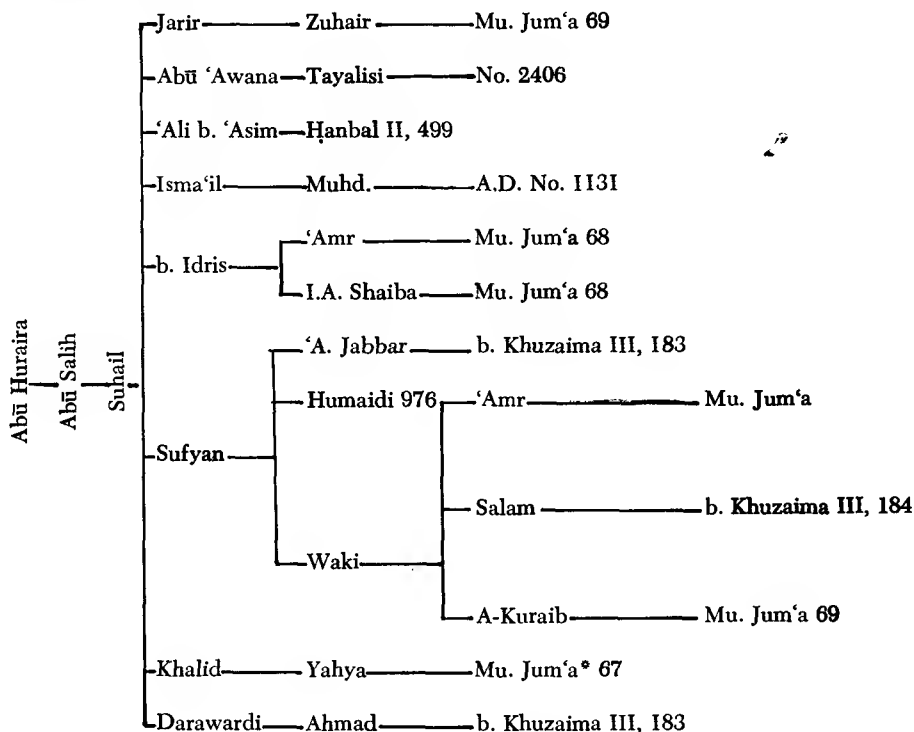 Jarir Zuhair Mu. Jum‘a 69
Abū ‘Awana Tayalisi No. 2406
‘Ali b. ‘Asim Ḥanbal II, 499
Isma‘il Muhd. A.D. No. 1131
‘Amr Mu. Jum‘a 68
b. Idris
I.A. Shaiba Mu. Jum‘a 68
‘A. Jabbar b. Khuzaima III, 183
Abū Huraira Abū Salih Suhail
Humaidi 976 ‘Amr Mu. Jum‘a
Sufyan
Salam b. Khuzaima III, 184
Waki
A-Kuraib Mu. Jum‘a 69
Khalid Yahya Mu. Jum‘a* 67
Darawardi Ahmad b. Khuzaima III, 183